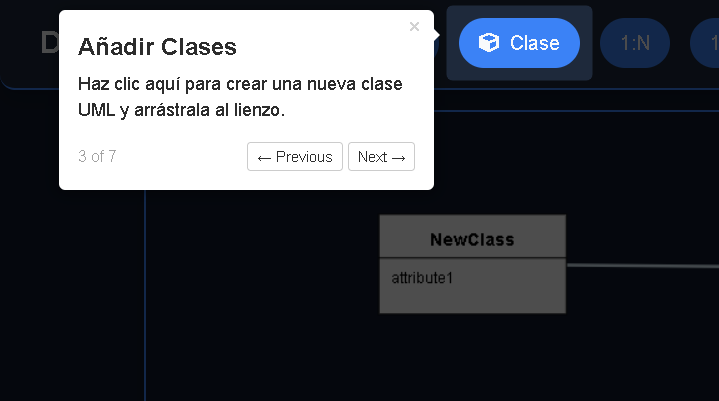 D
×
Añadir Clases
Haz clic aquí para crear una nueva clase
UML y arrástrala al lienzo.
3 of 7
← Previous
Next →
Clase
1:N
1
NewClass
attribute1